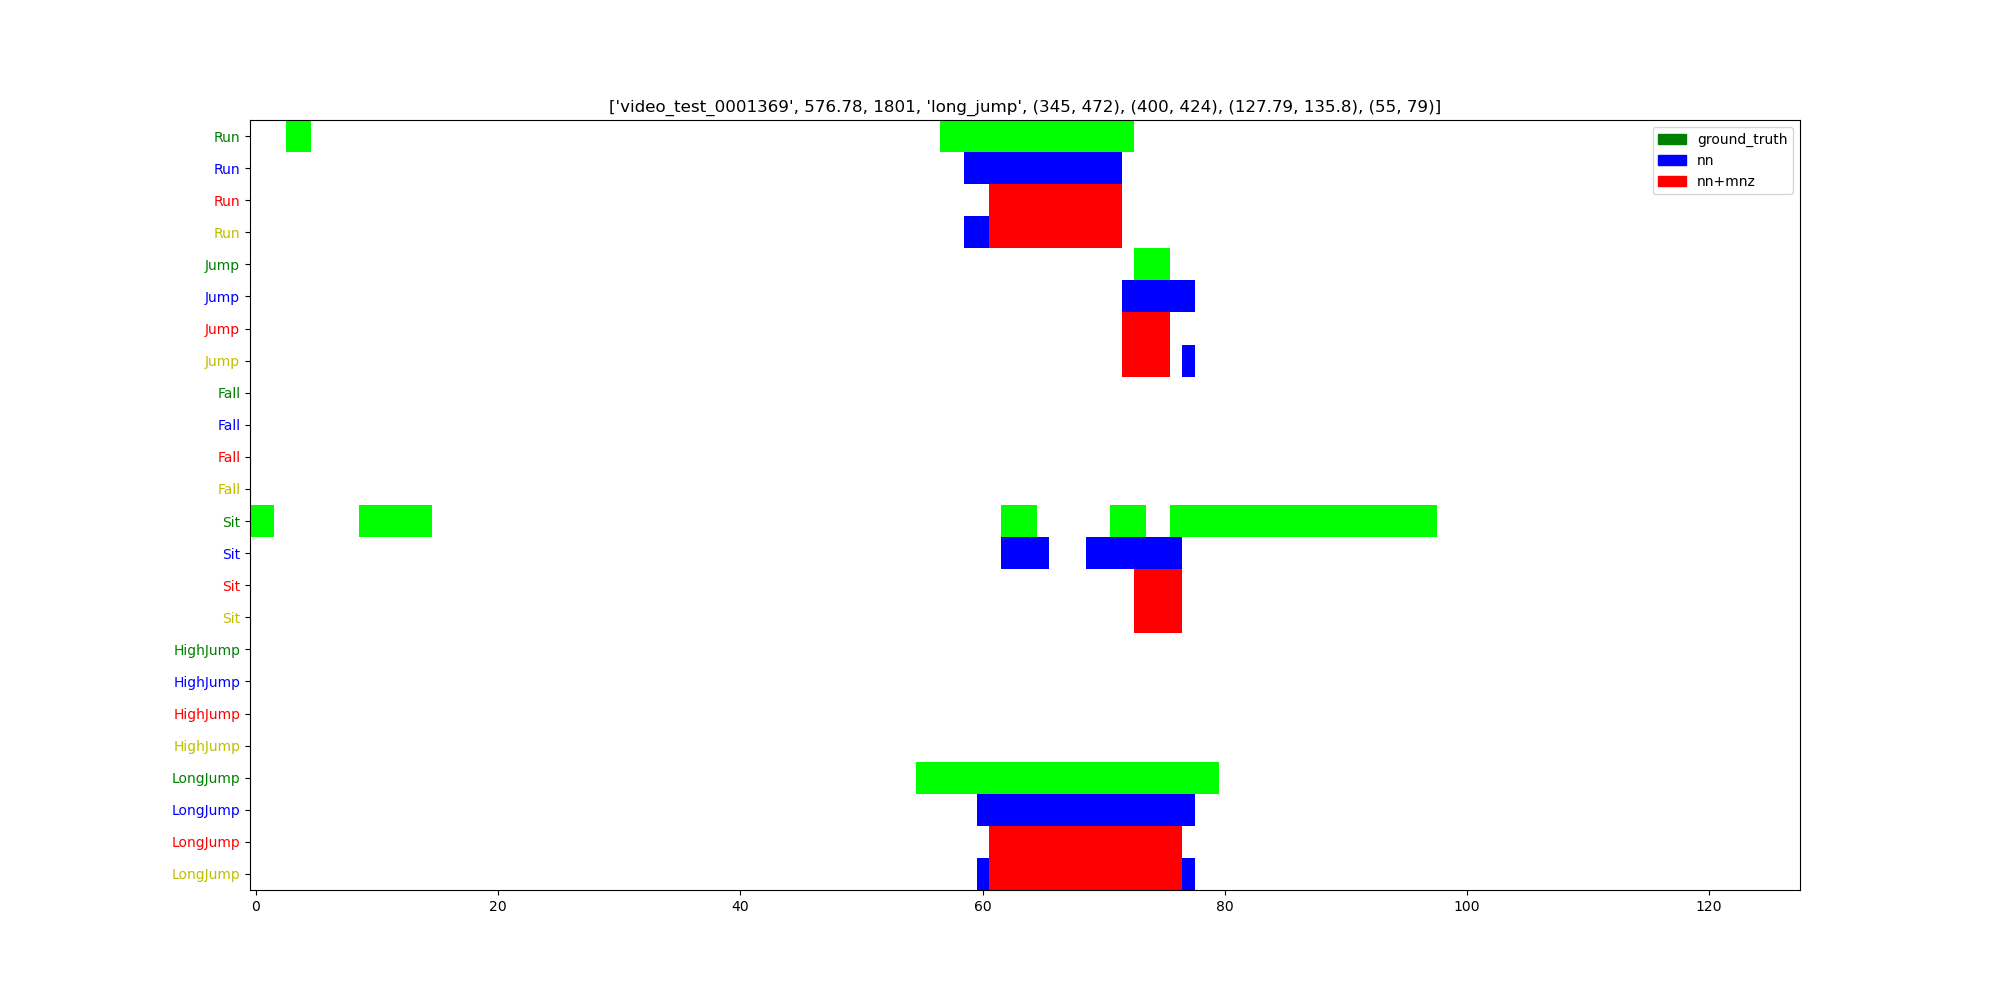 ['video_test_0001369', 576.78, 1801, 'long_jump', (345, 472), (400, 424), (127.79, 135.8), (55, 79)]
ground_truth
nn
nn+mnz
Run
Run
Run
Run
Jump
Jump
Jump
Jump
Fall
Fall
Fall
Fall
Sit
Sit
Sit
Sit
HighJump
HighJump
HighJump
HighJump
LongJump
LongJump
LongJump
LongJump
0 20 40 60 80 100 120